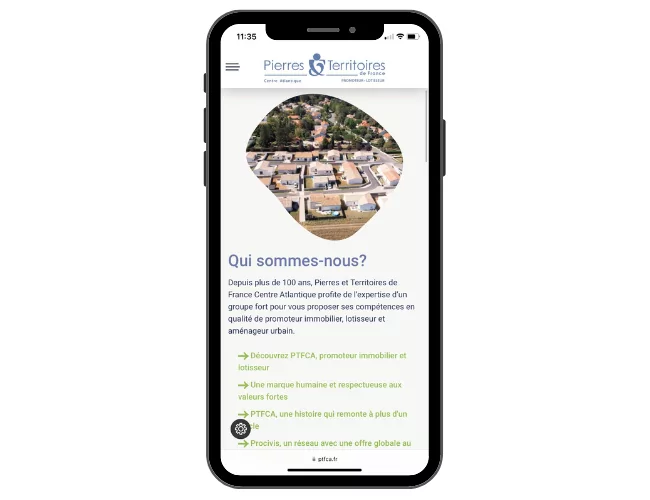 11:35
Pierres & Territoires
de France
Centre Atlantique
PROMOTEUR-LOTISSEUR
Qui sommes-nous?
Depuis plus de 100 ans, Pierres et Territoires de
France Centre Atlantique profite de l'expertise d'un
groupe fort pour vous proposer ses compétences en
qualité de promoteur immobilier, lotisseur et
aménageur urbain.
Découvrez PTFCA, promoteur immobilier et
lotisseur
Une marque humaine et respectueuse aux
valeurs fortes
PTFCA, une histoire qui remonte à plus d'un
Procivis, un réseau avec une offre globale au
ptfca.fr